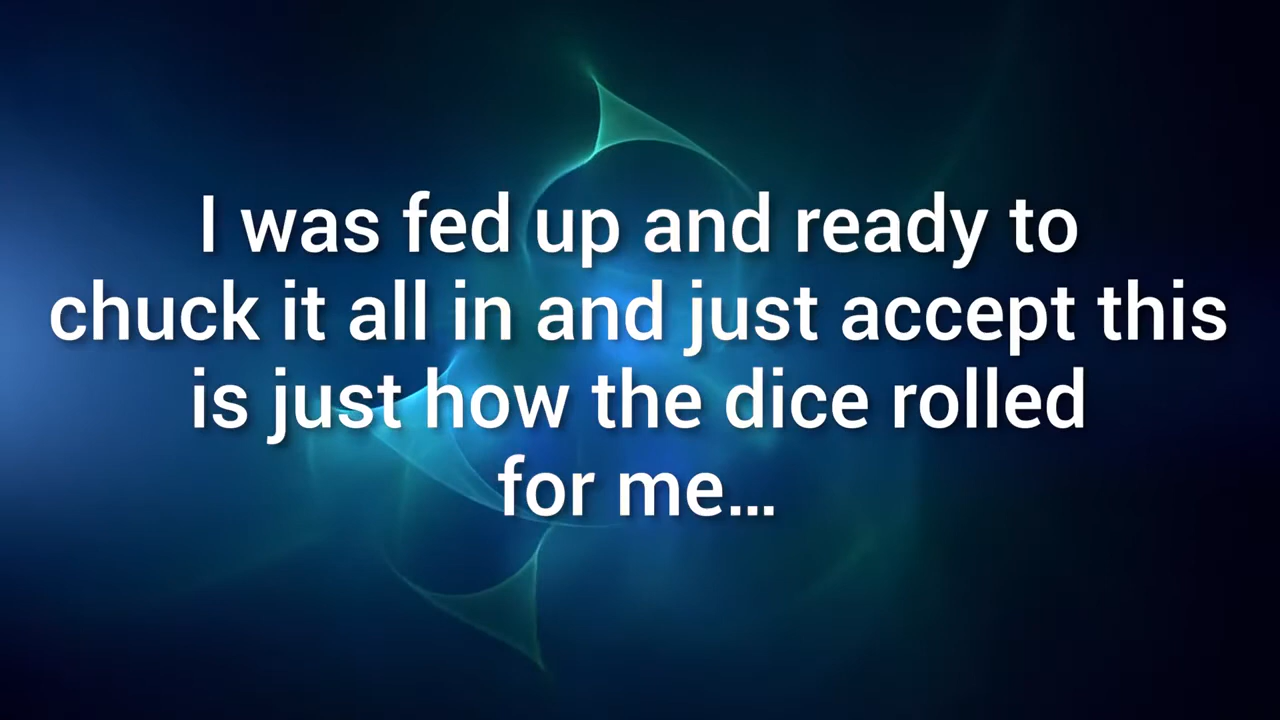 I was fed up and ready to
chuck it all in and just accept this
is just how the dice rolled
for me...